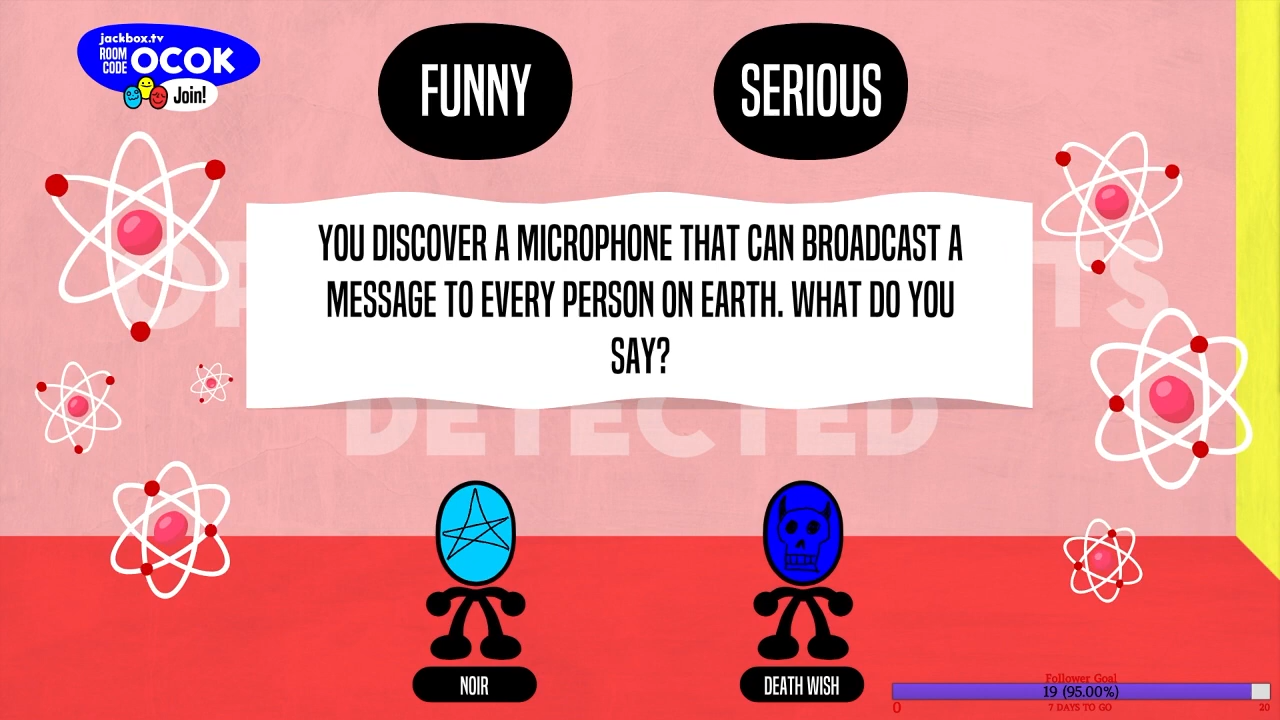 jackbox.tv
ROOM CODE OCOK
Join!
FUNNY
SERIOUS
YOU DISCOVER A MICROPHONE THAT CAN BROADCAST A
MESSAGE TO EVERY PERSON ON EARTH. WHAT DO YOU
SAY?
DETECTED
NOIR
DEATH WISH
Follower Goal
19 (95.00%)
0
7 DAYS TO GO
20